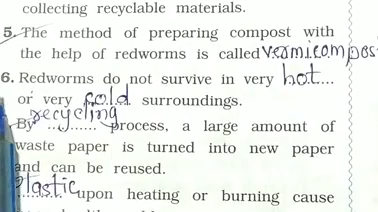 collecting recyclable materials.
5. The method of preparing compost with
the help of redworms is called vermicompos
6. Redworms do not survive in very hot....
or very cold surroundings.
By recycling process, a large amount of
waste paper is turned into new paper
and can be reused.
Plastic upon heating or burning cause